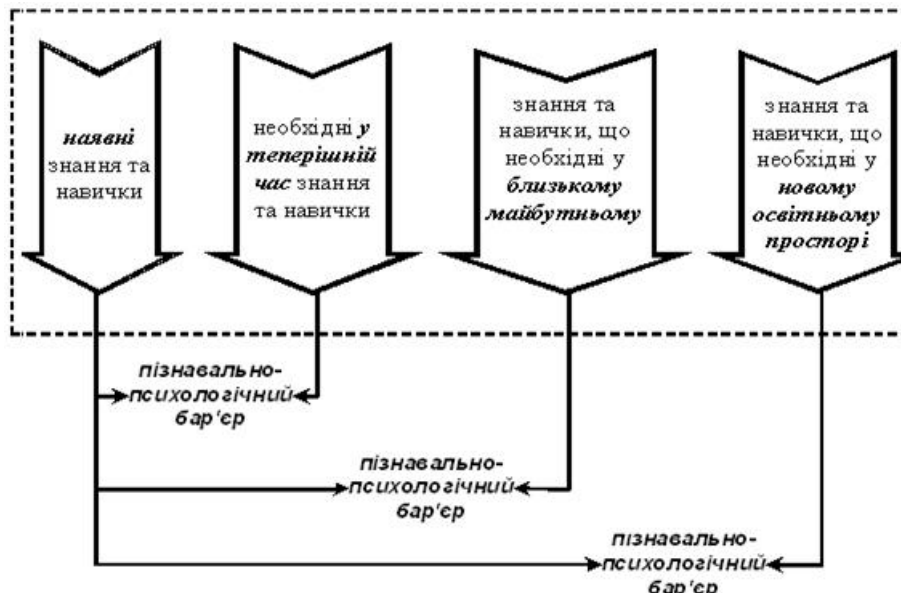 наявні
знання та
навички
необхідні у
теперішній
час знання
та навички
знання та
навички, що
необхідні у
близькому
майбутньому
знання та
навички, що
необхідні у
новому
освітньому
просторі
пізнавально-
психологічний
бар'єр
пізнавально-
психологічний
бар'єр
пізнавально-
психологічний
бар'єр